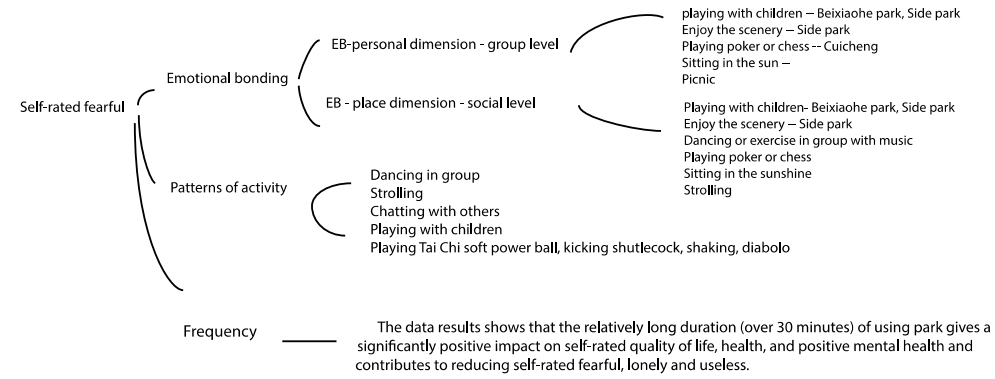 playing with children – Beixiaohe park, Side park
Enjoy the scenery – Side park
Playing poker or chess -- Cuicheng
Sitting in the sun –
Picnic
EB-personal dimension - group level
Emotional bonding
Self-rated fearful
EB - place dimension - social level
Playing with children- Beixiaohe park, Side park
Enjoy the scenery – Side park
Dancing or exercise in group with music
Playing poker or chess
Sitting in the sunshine
Strolling
Patterns of activity
Dancing in group
Strolling
Chatting with others
Playing with children
Playing Tai Chi soft power ball, kicking shutlecock, shaking, diabolo
Frequency
The data results shows that the relatively long duration (over 30 minutes) of using park gives a
significantly positive impact on self-rated quality of life, health, and positive mental health and
contributes to reducing self-rated fearful, lonely and useless.